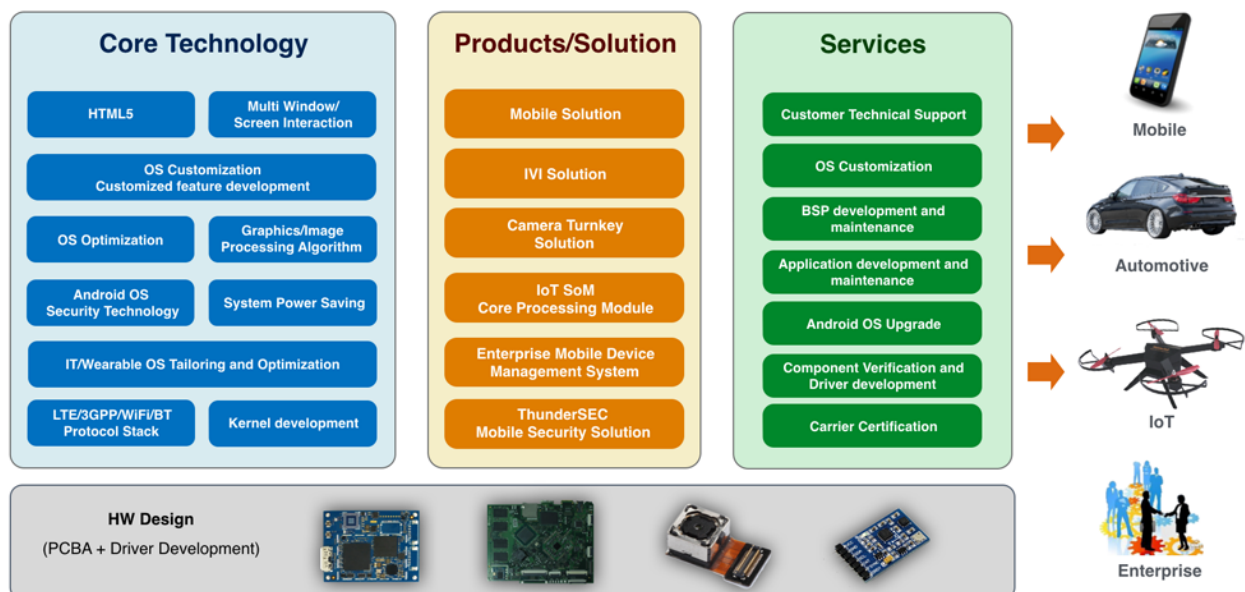 Core Technology
HTML5
Multi Window/
Screen Interaction
OS Customization
Customized feature development
OS Optimization
Graphics/Image
Processing Algorithm
Android OS
Security Technology
System Power Saving
IT/Wearable OS Tailoring and Optimization
LTE/3GPP/WiFi/BT
Protocol Stack
Kernel development
Products/Solution
Mobile Solution
IVI Solution
Camera Turnkey
Solution
IoT SoM
Core Processing Module
Enterprise Mobile Device
Management System
ThunderSEC
Mobile Security Solution
Services
Customer Technical Support
OS Customization
BSP development and
maintenance
Application development and
maintenance
Android OS Upgrade
Component Verification and
Driver development
Carrier Certification
Mobile
Automotive
IoT
Enterprise
HW Design
(PCBA + Driver Development)